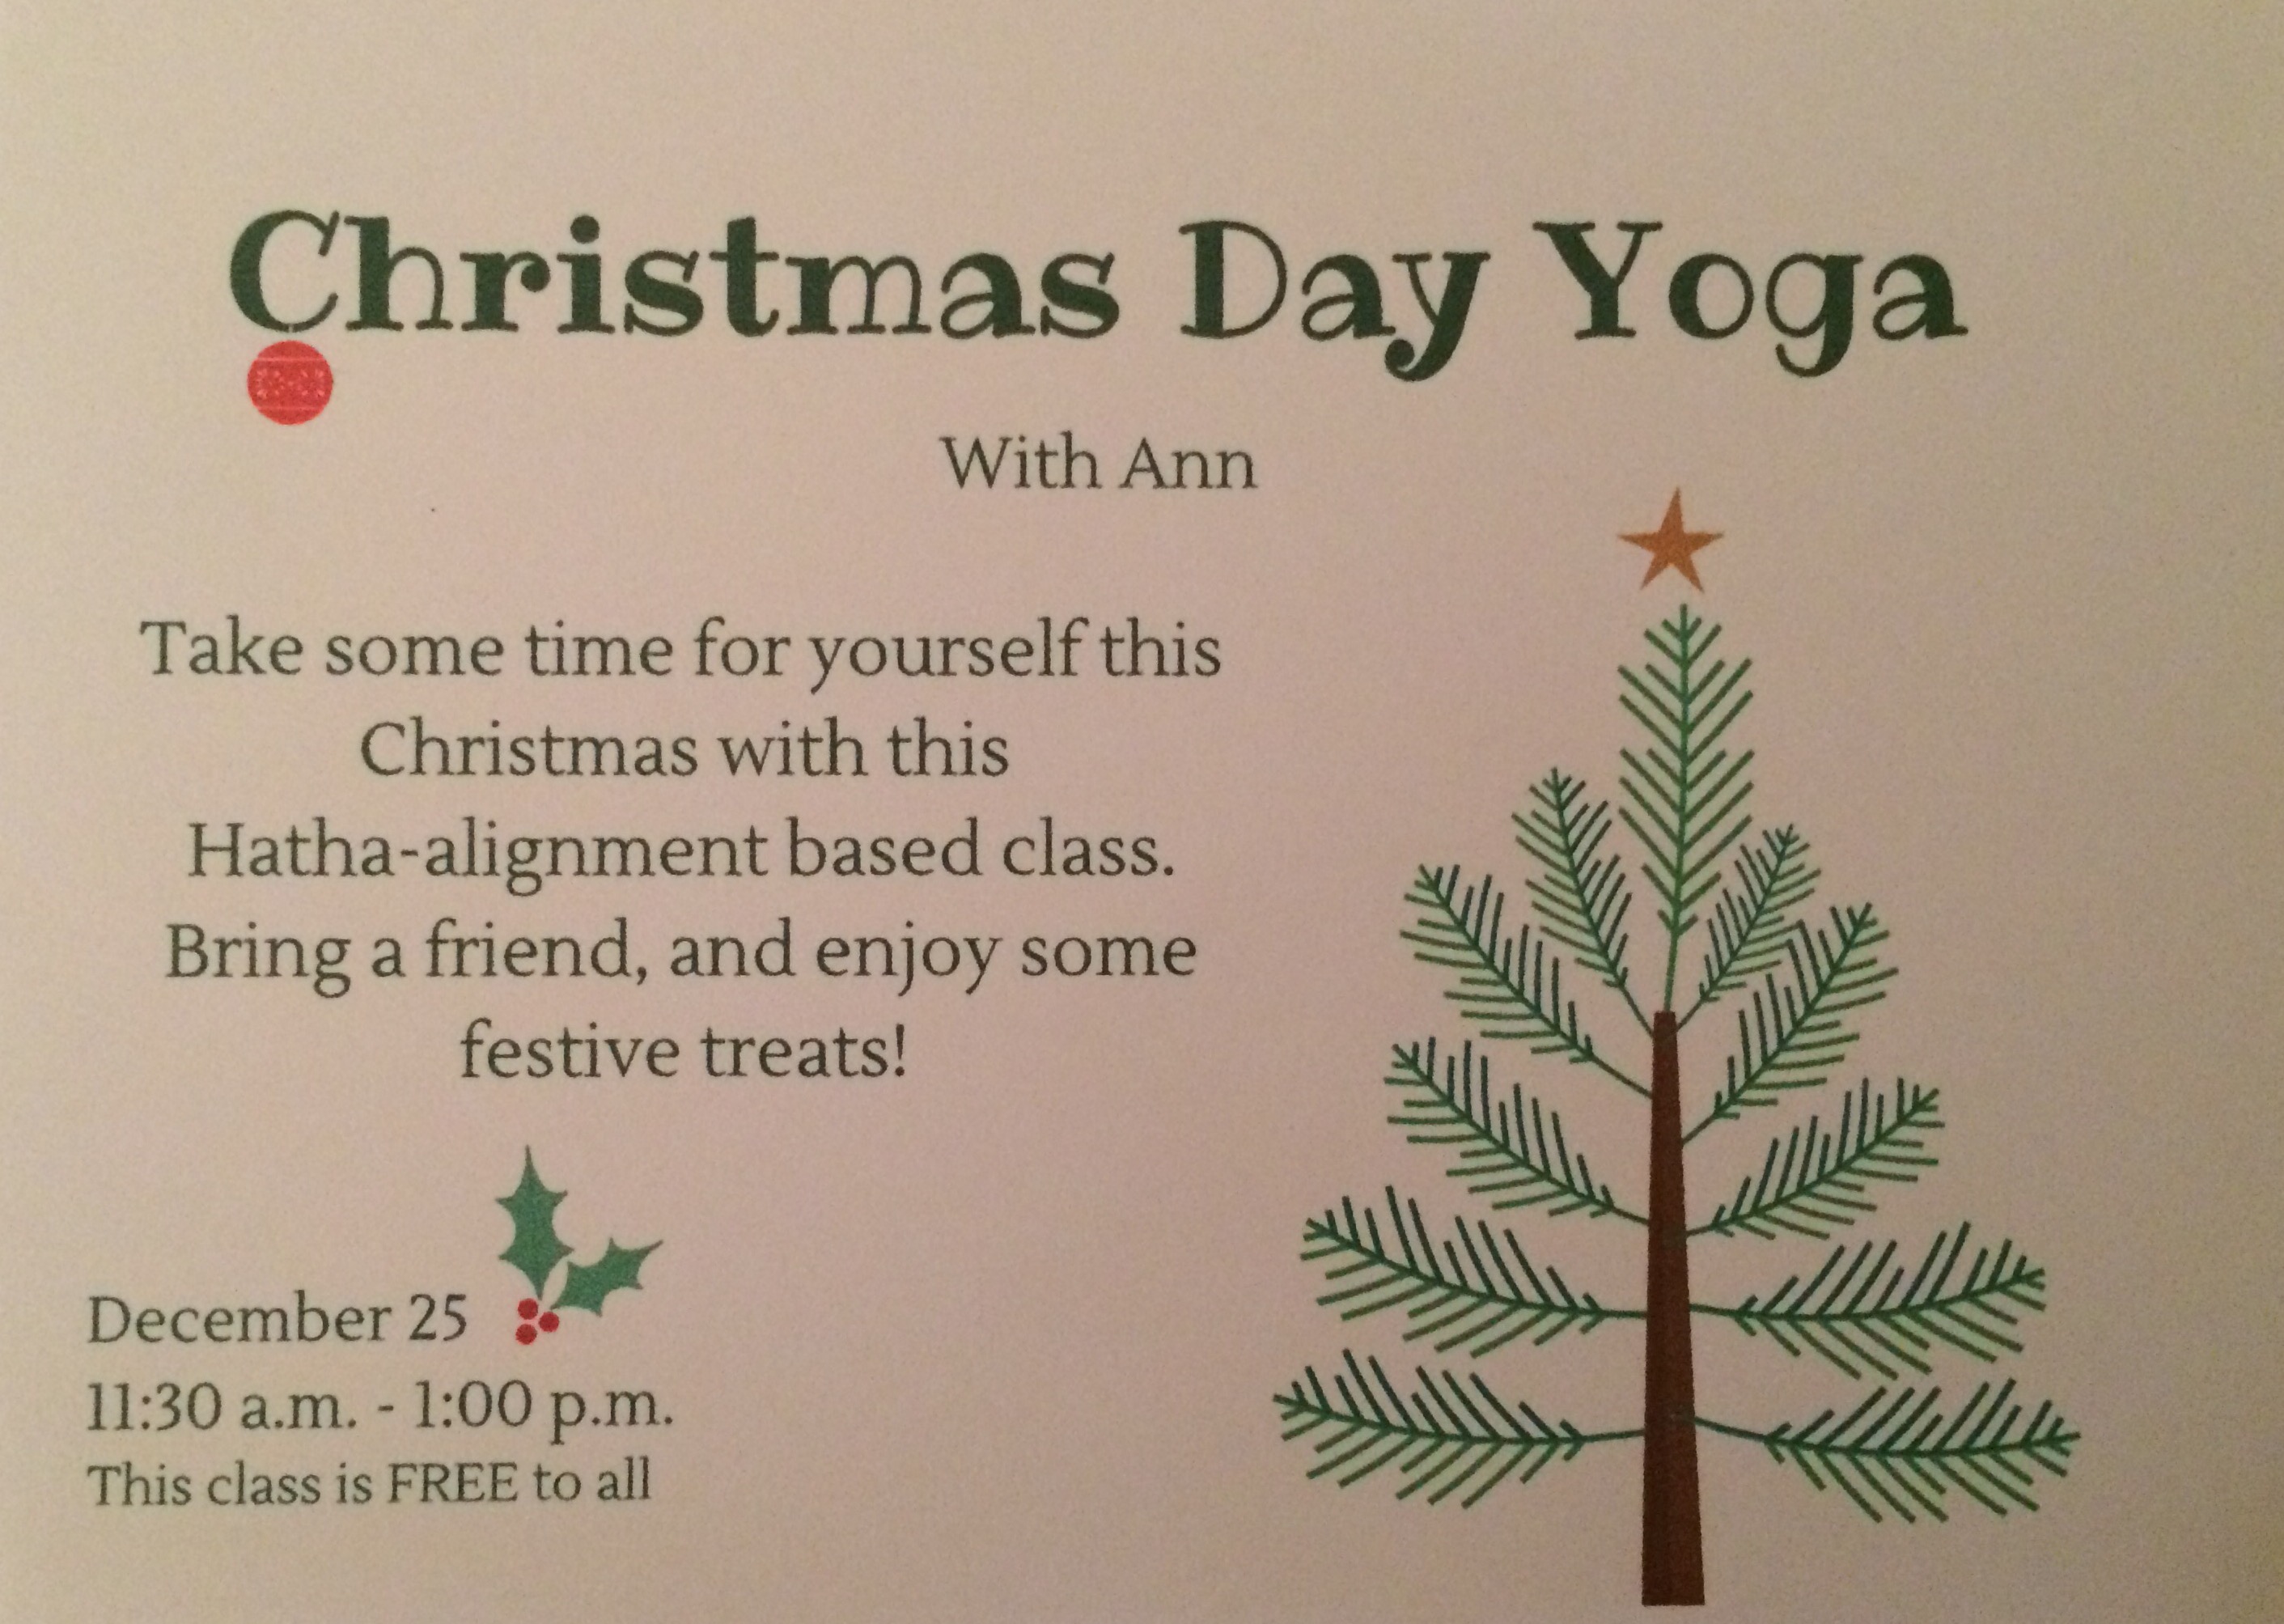 Christmas Day Yoga
With Ann
Take some time for yourself this
Christmas with this
Hatha-alignment based class.
Bring a friend, and enjoy some
festive treats!
December 25
11:30 a.m. - 1:00 p.m.
This class is FREE to all